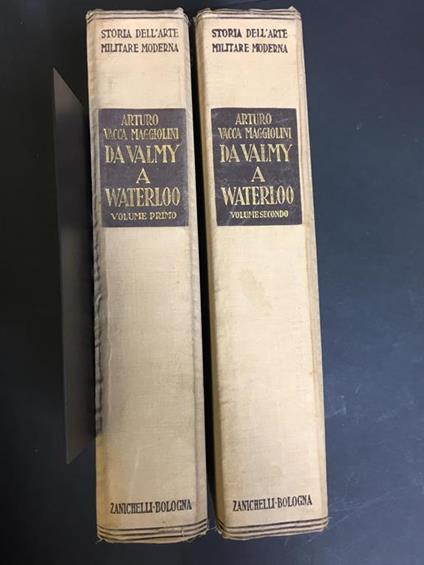 STORIA DELL'ARTE
MILITARE MODERNA
ARTURO
VACCA MAGGIOLINI
DA VALMY
A
WATERLOO
VOLUME PRIMO
ZANICHELLI-BOLOGNA
STORIA DELL'ARTE
MILITARE MODERNA
ARTURO
VACCA MAGGIOLINI
DA VALMY
A
WATERLOO
VOLUME SECONDO
ZANICHELLI-BOLOGNA